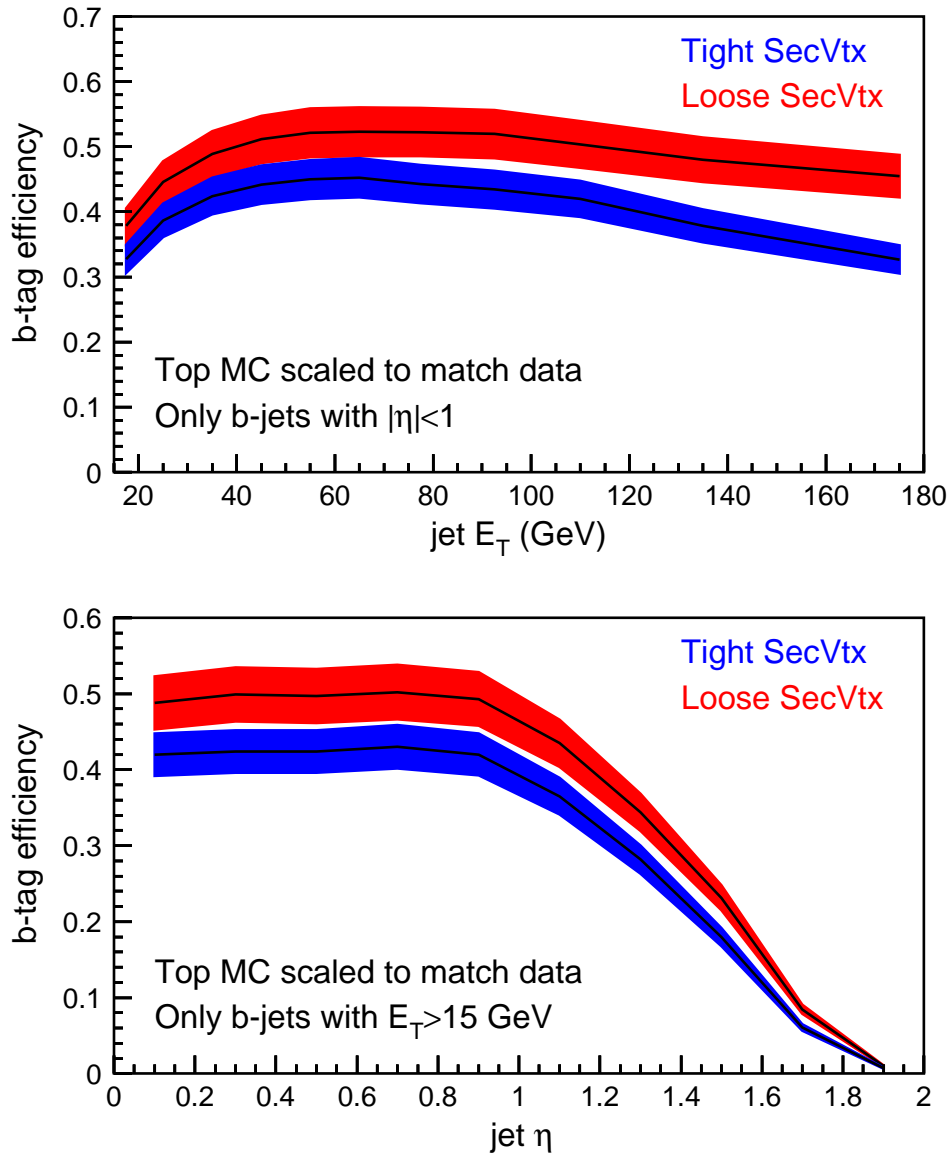 0.7
0.6
0.5
0.4
0.3
0.2
0.1
0
b-tag efficiency
Tight SecVtx
Loose SecVtx
Top MC scaled to match data
Only b-jets with |η|<1
20 40 60 80 100 120 140 160 180
jet E_T (GeV)
0.6
0.5
0.4
0.3
0.2
0.1
0
b-tag efficiency
Tight SecVtx
Loose SecVtx
Top MC scaled to match data
Only b-jets with E_T>15 GeV
0 0.2 0.4 0.6 0.8 1 1.2 1.4 1.6 1.8 2
jet η